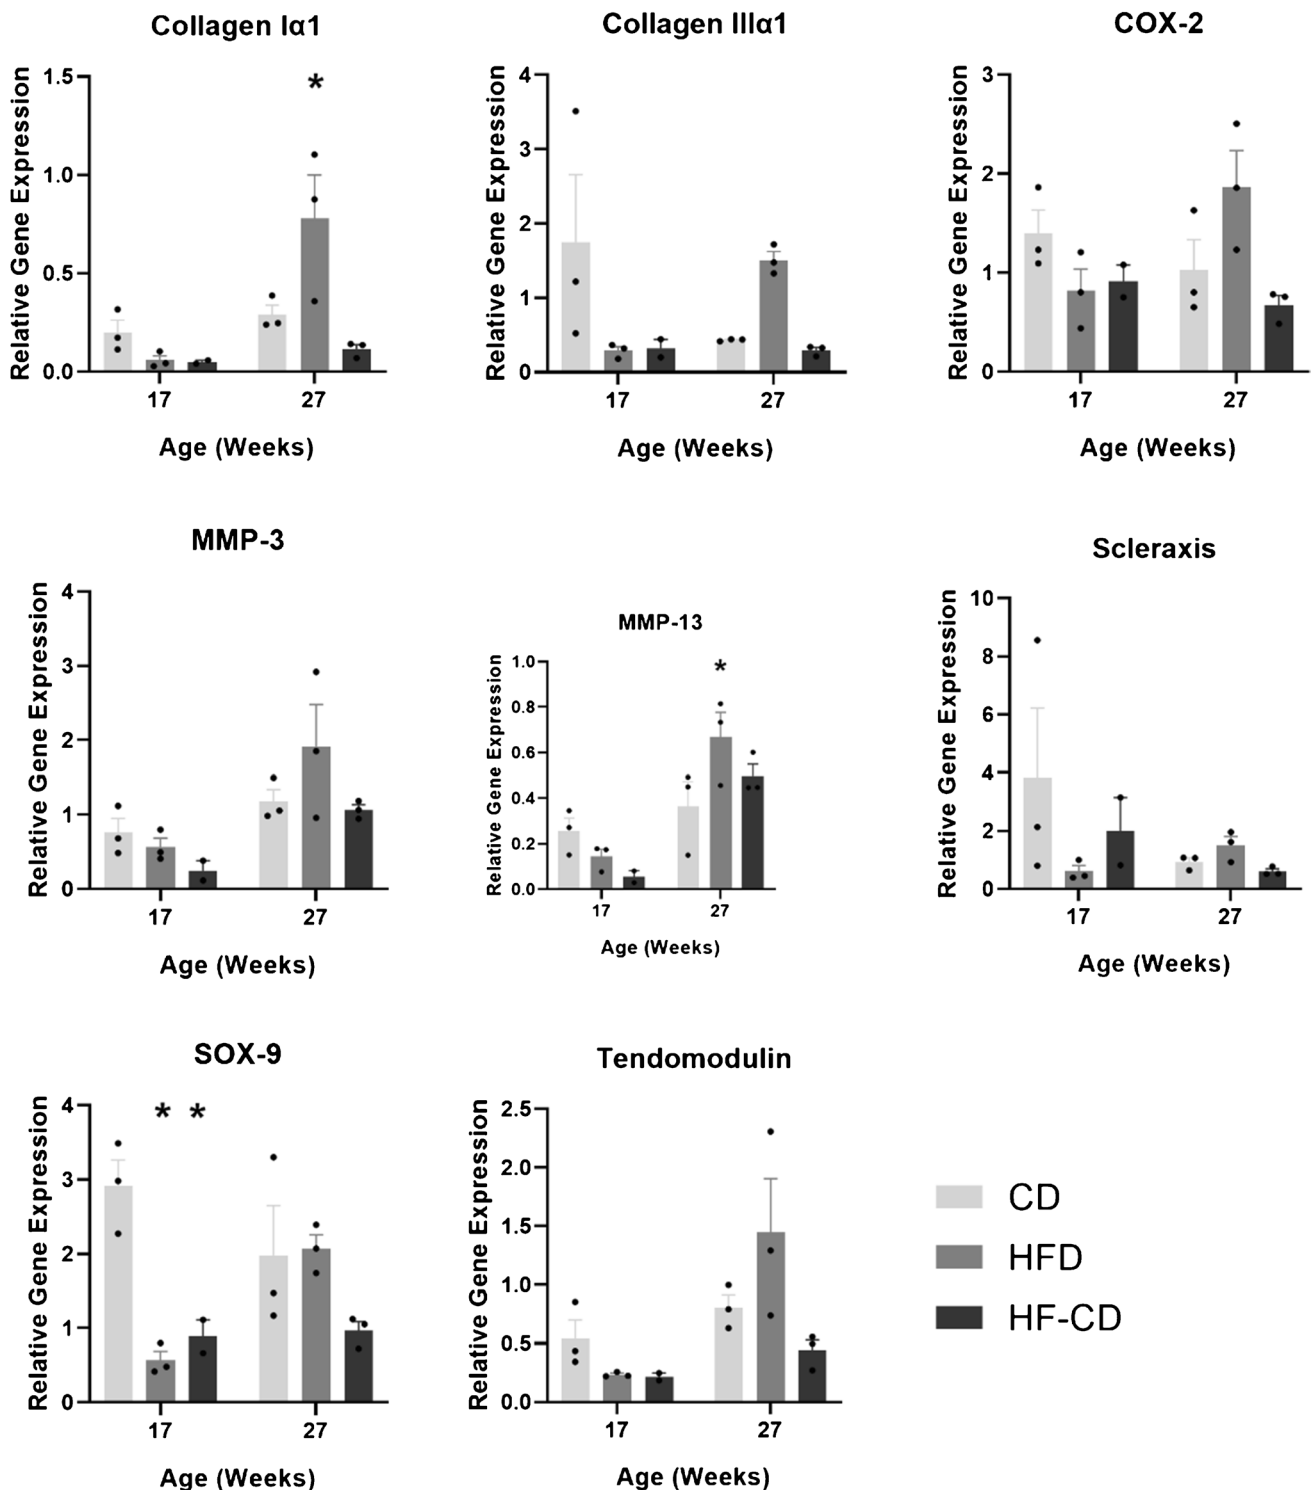 Collagen Iα1
Relative Gene Expression
1.5
1.0
0.5
0.0
*
17
27
Age (Weeks)
Collagen IIIα1
Relative Gene Expression
4
3
2
1
0
17
27
Age (Weeks)
COX-2
Relative Gene Expression
3
2
1
0
17
27
Age (Weeks)
MMP-3
Relative Gene Expression
4
3
2
1
0
17
27
Age (Weeks)
MMP-13
Relative Gene Expression
1.0
0.8
0.6
0.4
0.2
0.0
*
17
27
Age (Weeks)
Scleraxis
Relative Gene Expression
10
8
6
4
2
0
17
27
Age (Weeks)
SOX-9
Relative Gene Expression
4
3
2
1
0
* *
17
27
Age (Weeks)
Tendomodulin
Relative Gene Expression
2.5
2.0
1.5
1.0
0.5
0.0
17
27
Age (Weeks)
CD
HFD
HF-CD